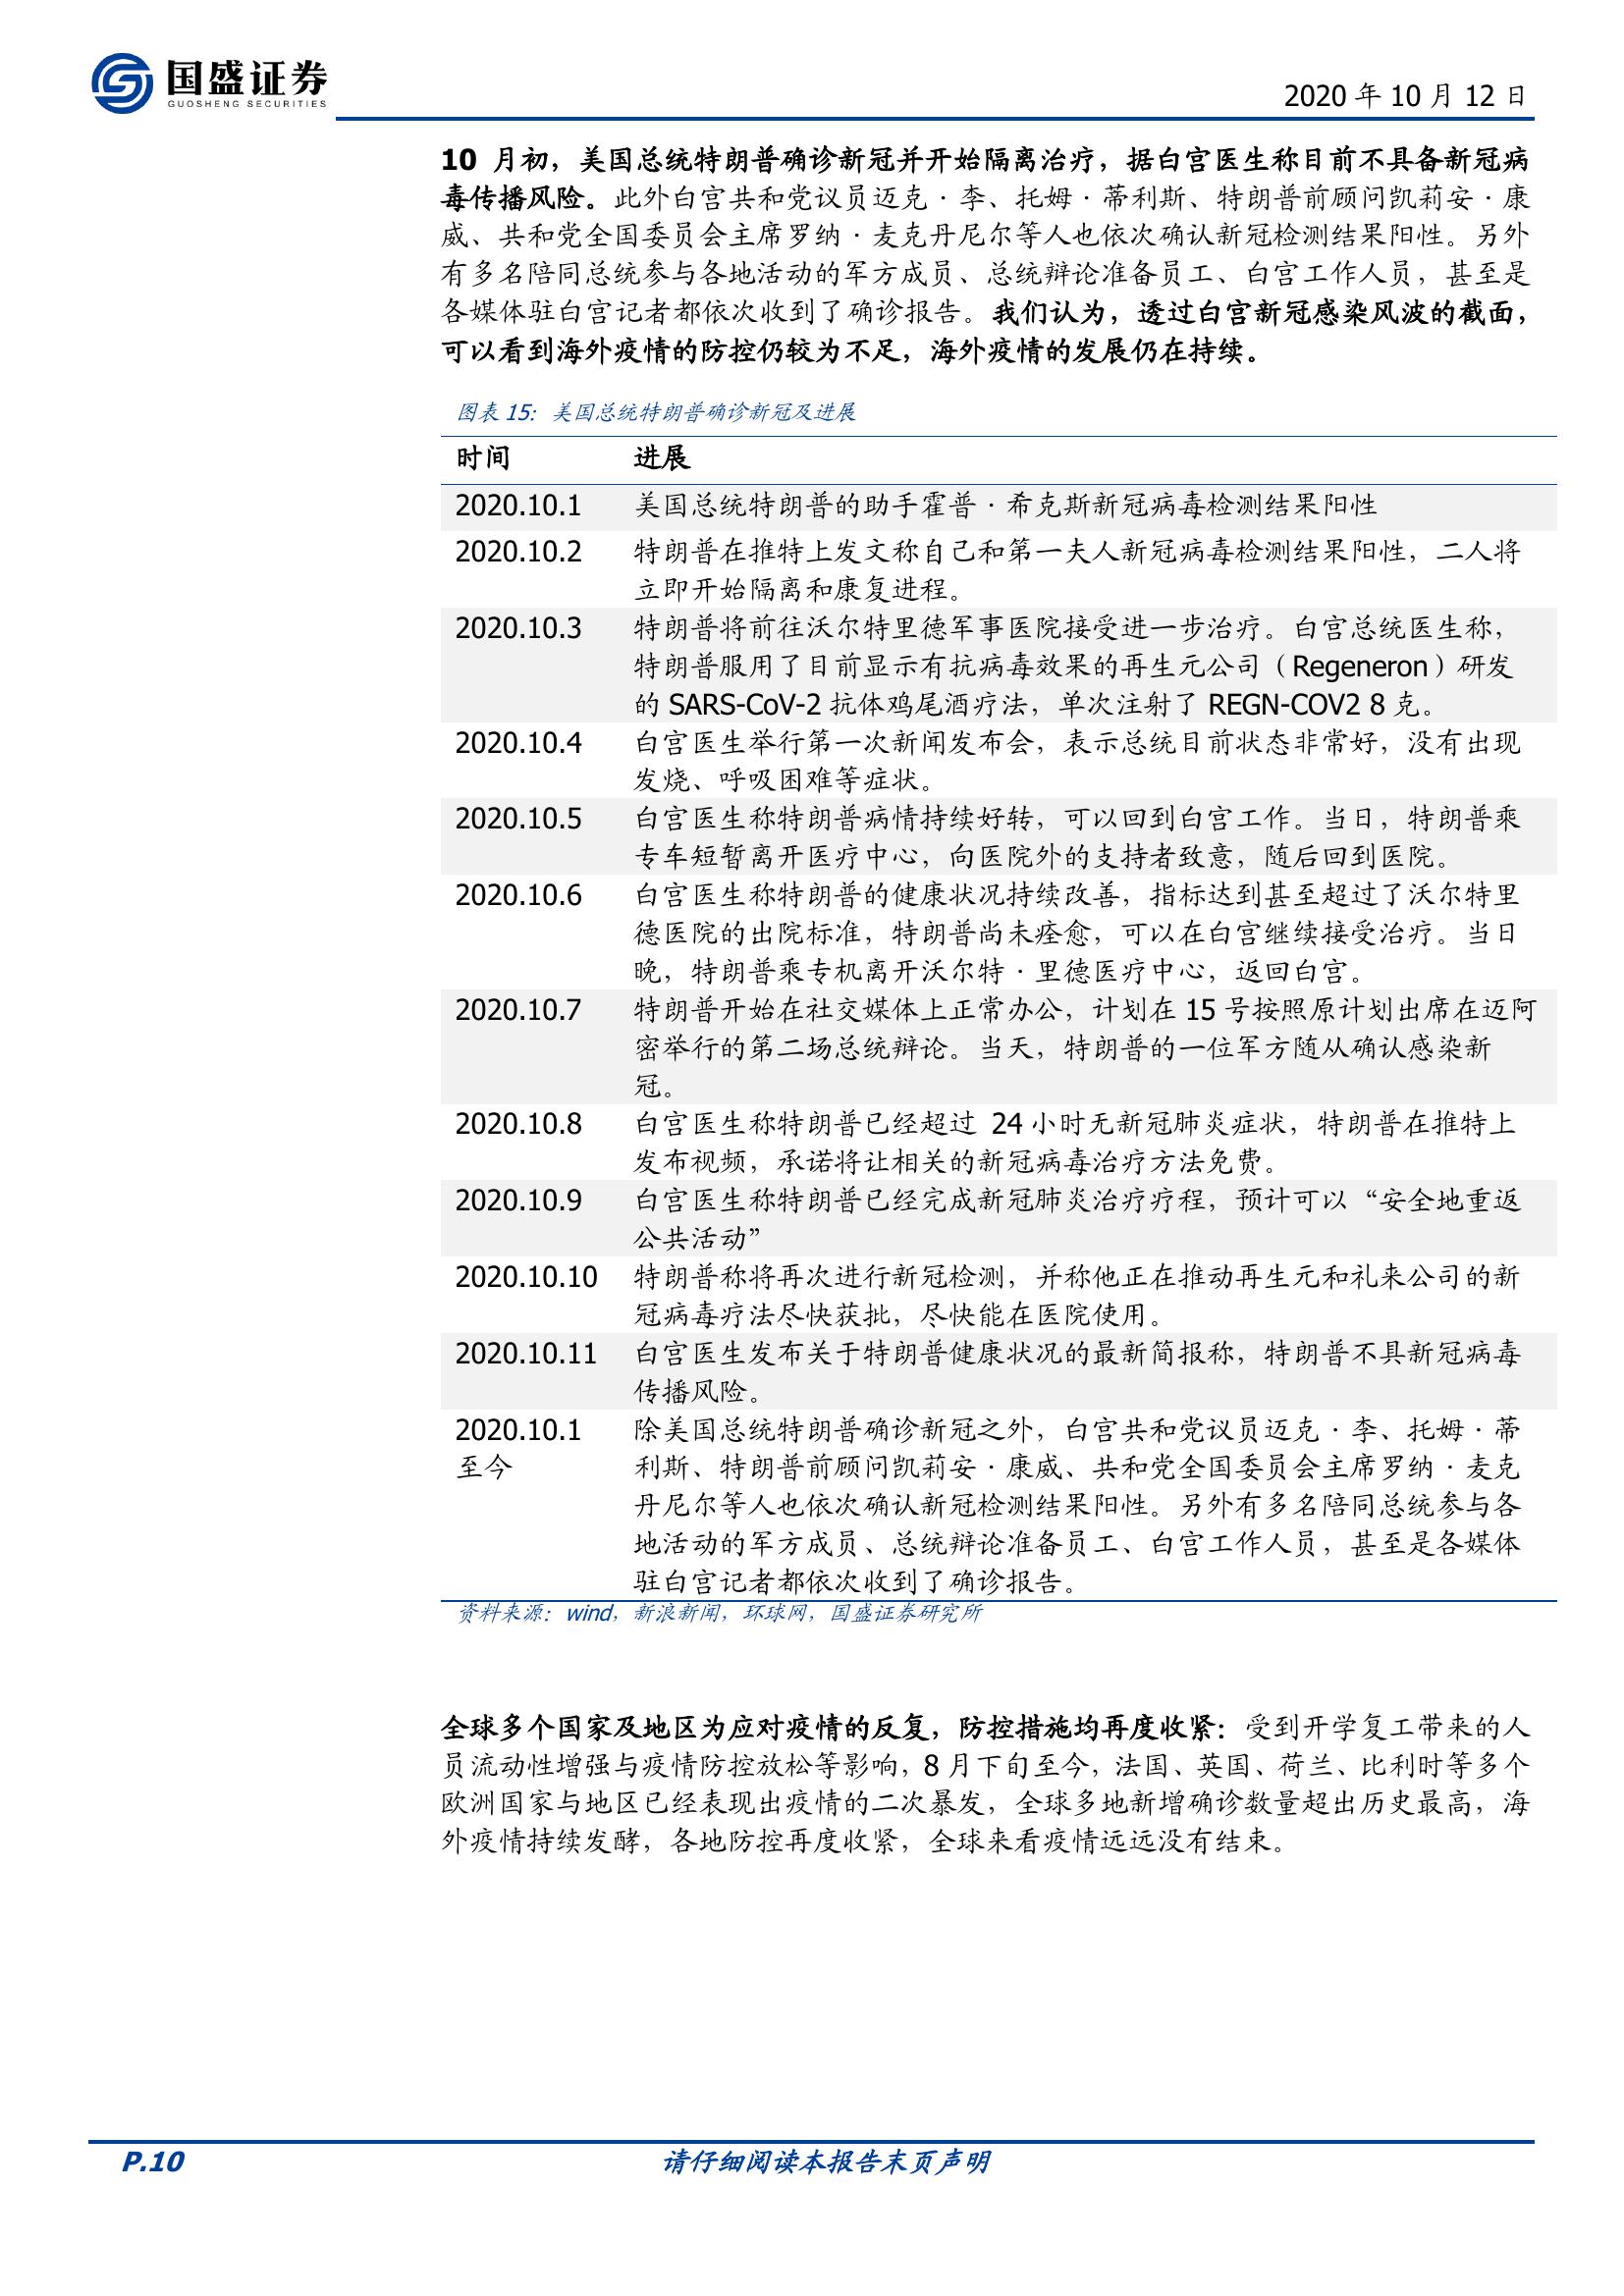 国盛证券
GUOSHENG SECURITIES
2020 年 10 月 12 日
10 月初，美国总统特朗普确诊新冠并开始隔离治疗，据白宫医生称目前不具备新冠病
毒传播风险。此外白宫共和党议员迈克·李、托姆·蒂利斯、特朗普前顾问凯莉安·康
威、共和党全国委员会主席罗纳·麦克丹尼尔等人也依次确认新冠检测结果阳性。另外
有多名陪同总统参与各地活动的军方成员、总统辩论准备员工、白宫工作人员，甚至是
各媒体驻白宫记者都依次收到了确诊报告。我们认为，透过白宫新冠感染风波的截面，
可以看到海外疫情的防控仍较为不足，海外疫情的发展仍在持续。
图表 15：美国总统特朗普确诊新冠及进展
时间 进展
2020.10.1 美国总统特朗普的助手霍普·希克斯新冠病毒检测结果阳性
2020.10.2 特朗普在推特上发文称自己和第一夫人新冠病毒检测结果阳性，二人将
立即开始隔离和康复进程。
2020.10.3 特朗普将前往沃尔特里德军事医院接受进一步治疗。白宫总统医生称，
特朗普服用了目前显示有抗病毒效果的再生元公司（Regeneron）研发
的 SARS-CoV-2 抗体鸡尾酒疗法，单次注射了 REGN-COV2 8 克。
2020.10.4 白宫医生举行第一次新闻发布会，表示总统目前状态非常好，没有出现
发烧、呼吸困难等症状。
2020.10.5 白宫医生称特朗普病情持续好转，可以回到白宫工作。当日，特朗普乘
专车短暂离开医疗中心，向医院外的支持者致意，随后回到医院。
2020.10.6 白宫医生称特朗普的健康状况持续改善，指标达到甚至超过了沃尔特里
德医院的出院标准，特朗普尚未痊愈，可以在白宫继续接受治疗。当日
晚，特朗普乘专机离开沃尔特·里德医疗中心，返回白宫。
2020.10.7 特朗普开始在社交媒体上正常办公，计划在 15 号按照原计划出席在迈阿
密举行的第二场总统辩论。当天，特朗普的一位军方随从确认感染新
冠。
2020.10.8 白宫医生称特朗普已经超过 24 小时无新冠肺炎症状，特朗普在推特上
发布视频，承诺将让相关的新冠病毒治疗方法免费。
2020.10.9 白宫医生称特朗普已经完成新冠肺炎治疗疗程，预计可以“安全地重返
公共活动”
2020.10.10 特朗普称将再次进行新冠检测，并称他正在推动再生元和礼来公司的新
冠病毒疗法尽快获批，尽快能在医院使用。
2020.10.11 白宫医生发布关于特朗普健康状况的最新简报称，特朗普不具新冠病毒
传播风险。
2020.10.1 除美国总统特朗普确诊新冠之外，白宫共和党议员迈克·李、托姆·蒂
至今 利斯、特朗普前顾问凯莉安·康威、共和党全国委员会主席罗纳·麦克
丹尼尔等人也依次确认新冠检测结果阳性。另外有多名陪同总统参与各
地活动的军方成员、总统辩论准备员工、白宫工作人员，甚至是各媒体
驻白宫记者都依次收到了确诊报告。
资料来源：wind，新浪新闻，环球网，国盛证券研究所
全球多个国家及地区为应对疫情的反复，防控措施均再度收紧：受到开学复工带来的人
员流动性增强与疫情防控放松等影响，8 月下旬至今，法国、英国、荷兰、比利时等多个
欧洲国家与地区已经表现出疫情的二次暴发，全球多地新增确诊数量超出历史最高，海
外疫情持续发酵，各地防控再度收紧，全球来看疫情远远没有结束。
P.10 请仔细阅读本报告末页声明